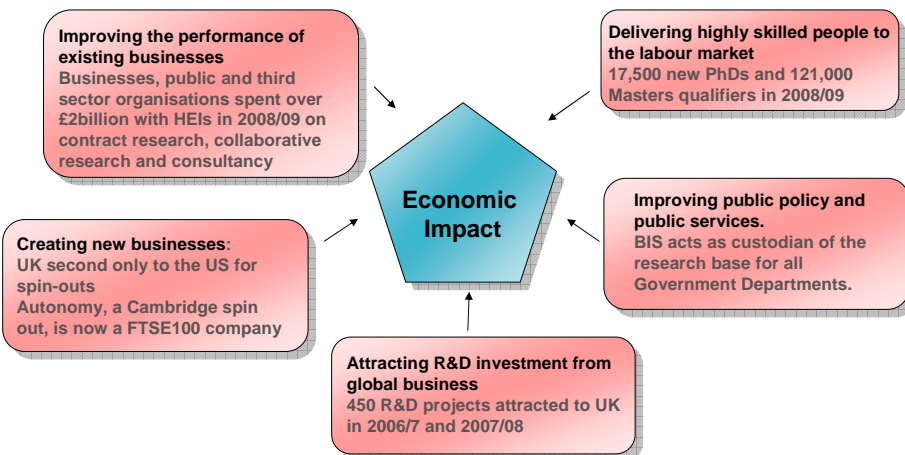 Improving the performance of
existing businesses
Businesses, public and third
sector organisations spent over
£2billion with HEIs in 2008/09 on
contract research, collaborative
research and consultancy
Delivering highly skilled people to
the labour market
17,500 new PhDs and 121,000
Masters qualifiers in 2008/09
Economic
Impact
Creating new businesses:
UK second only to the US for
spin-outs
Autonomy, a Cambridge spin
out, is now a FTSE100 company
Improving public policy and
public services.
BIS acts as custodian of the
research base for all
Government Departments.
Attracting R&D investment from
global business
450 R&D projects attracted to UK
in 2006/7 and 2007/08